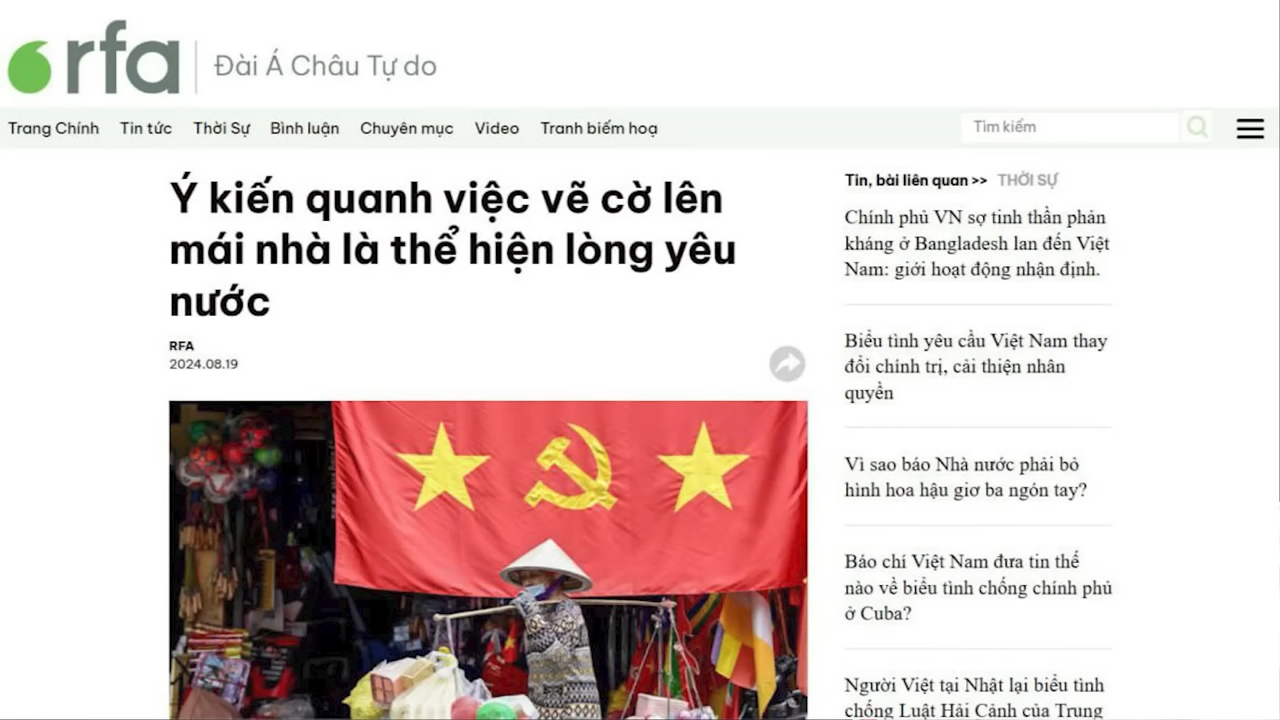 rfa
Đài Á Châu Tự do
Trang Chính Tin tức Thời Sự Bình luận Chuyên mục Video Tranh biếm hoạ
Tìm kiếm
Ý kiến quanh việc vẽ cờ lên
mái nhà là thể hiện lòng yêu
nước
RFA
2024.08.19
Tin, bài liên quan >> THỜI SỰ
Chính phủ VN sợ tinh thần phản
kháng ở Bangladesh lan đến Việt
Nam: giới hoạt động nhận định.
Biểu tình yêu cầu Việt Nam thay
đổi chính trị, cải thiện nhân
quyền
Vì sao báo Nhà nước phải bỏ
hình hoa hậu giơ ba ngón tay?
Báo chí Việt Nam đưa tin thế
nào về biểu tình chống chính phủ
ở Cuba?
Người Việt tại Nhật lại biểu tình
chống Luật Hải Cảnh của Trung